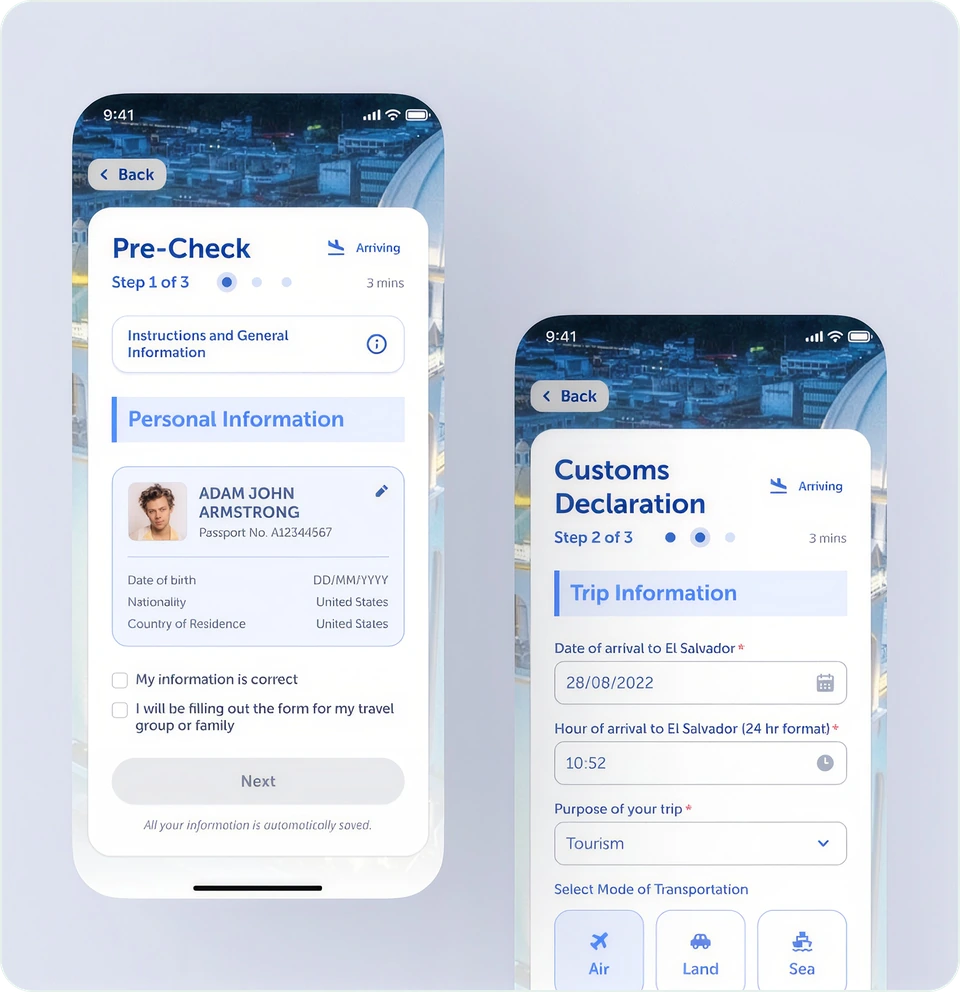 9:41
Back
Pre-Check
Arriving
Step 1 of 3
3 mins
Instructions and General
Information
Personal Information
ADAM JOHN
ARMSTRONG
Passport No. A12344567
Date of birth
DD/MM/YYYY
Nationality
United States
Country of Residence
United States
My information is correct
I will be filling out the form for my travel
group or family
Next
All your information is automatically saved.
9:41
Back
Customs
Declaration
Arriving
Step 2 of 3
3 mins
Trip Information
Date of arrival to El Salvador *
28/08/2022
Hour of arrival to El Salvador (24 hr format) *
10:52
Purpose of your trip *
Tourism
Select Mode of Transportation
Air
Land
Sea